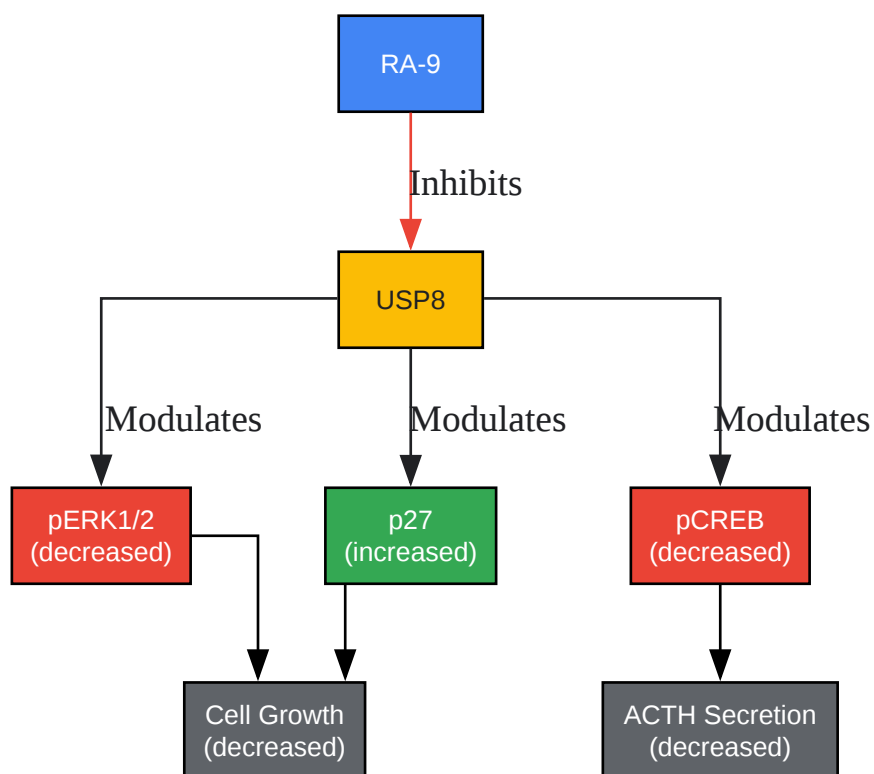 RA-9
Inhibits
USP8
Modulates
Modulates
Modulates
pERK1/2
(decreased)
p27
(increased)
pCREB
(decreased)
Cell Growth
(decreased)
ACTH Secretion
(decreased)